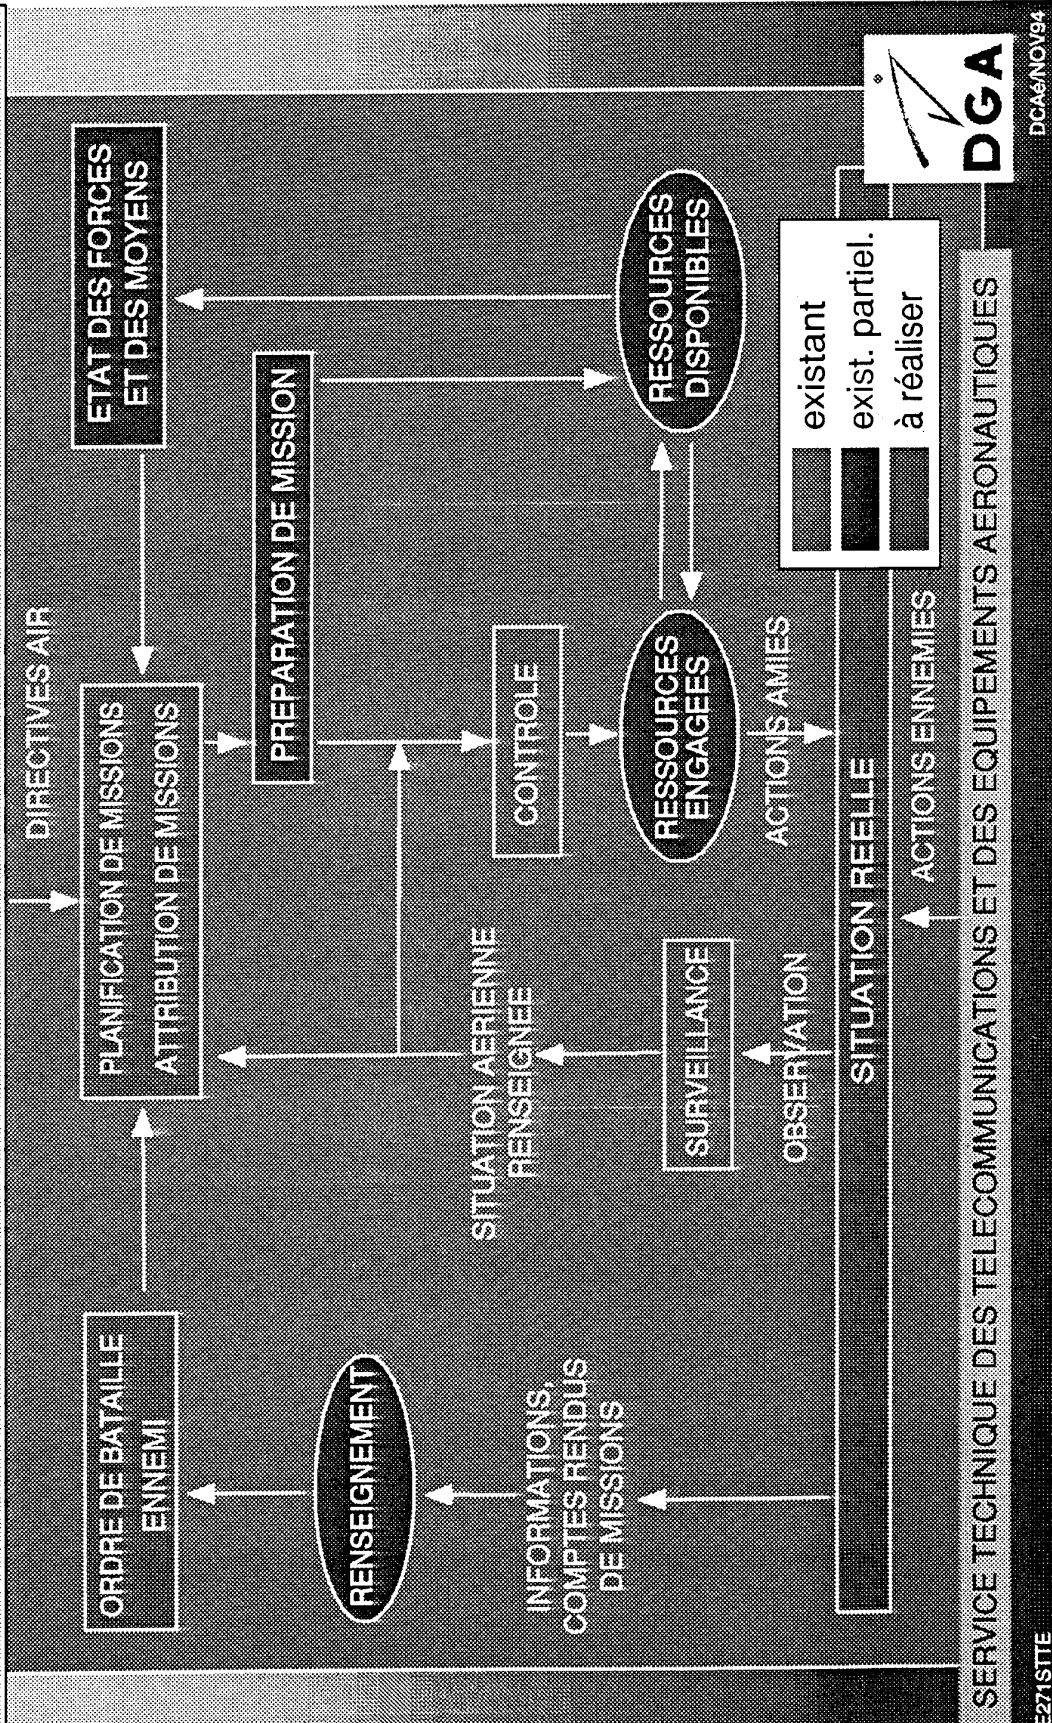 DIRECTIVES AIR
ORDRE DE BATAILLE
ENNEMI
PLANIFICATION DE MISSIONS
ATTRIBUTION DE MISSIONS
ETAT DES FORCES
ET DES MOYENS
RENSEIGNEMENT
PREPARATION DE MISSION
SITUATION AERIENNE
RENSEIGNEE
CONTROLE
INFORMATIONS,
COMPTES RENDUS
DE MISSIONS
SURVEILLANCE
RESSOURCES
ENGAGEES
RESSOURCES
DISPONIBLES
OBSERVATION
ACTIONS AMIES
SITUATION REELLE
ACTIONS ENNEMIES
existant
exist. partiel.
à réaliser
DGA
SERVICE TECHNIQUE DES TELECOMMUNICATIONS ET DES EQUIPEMENTS AERONAUTIQUES
E271STTE
DCAé/NOV94